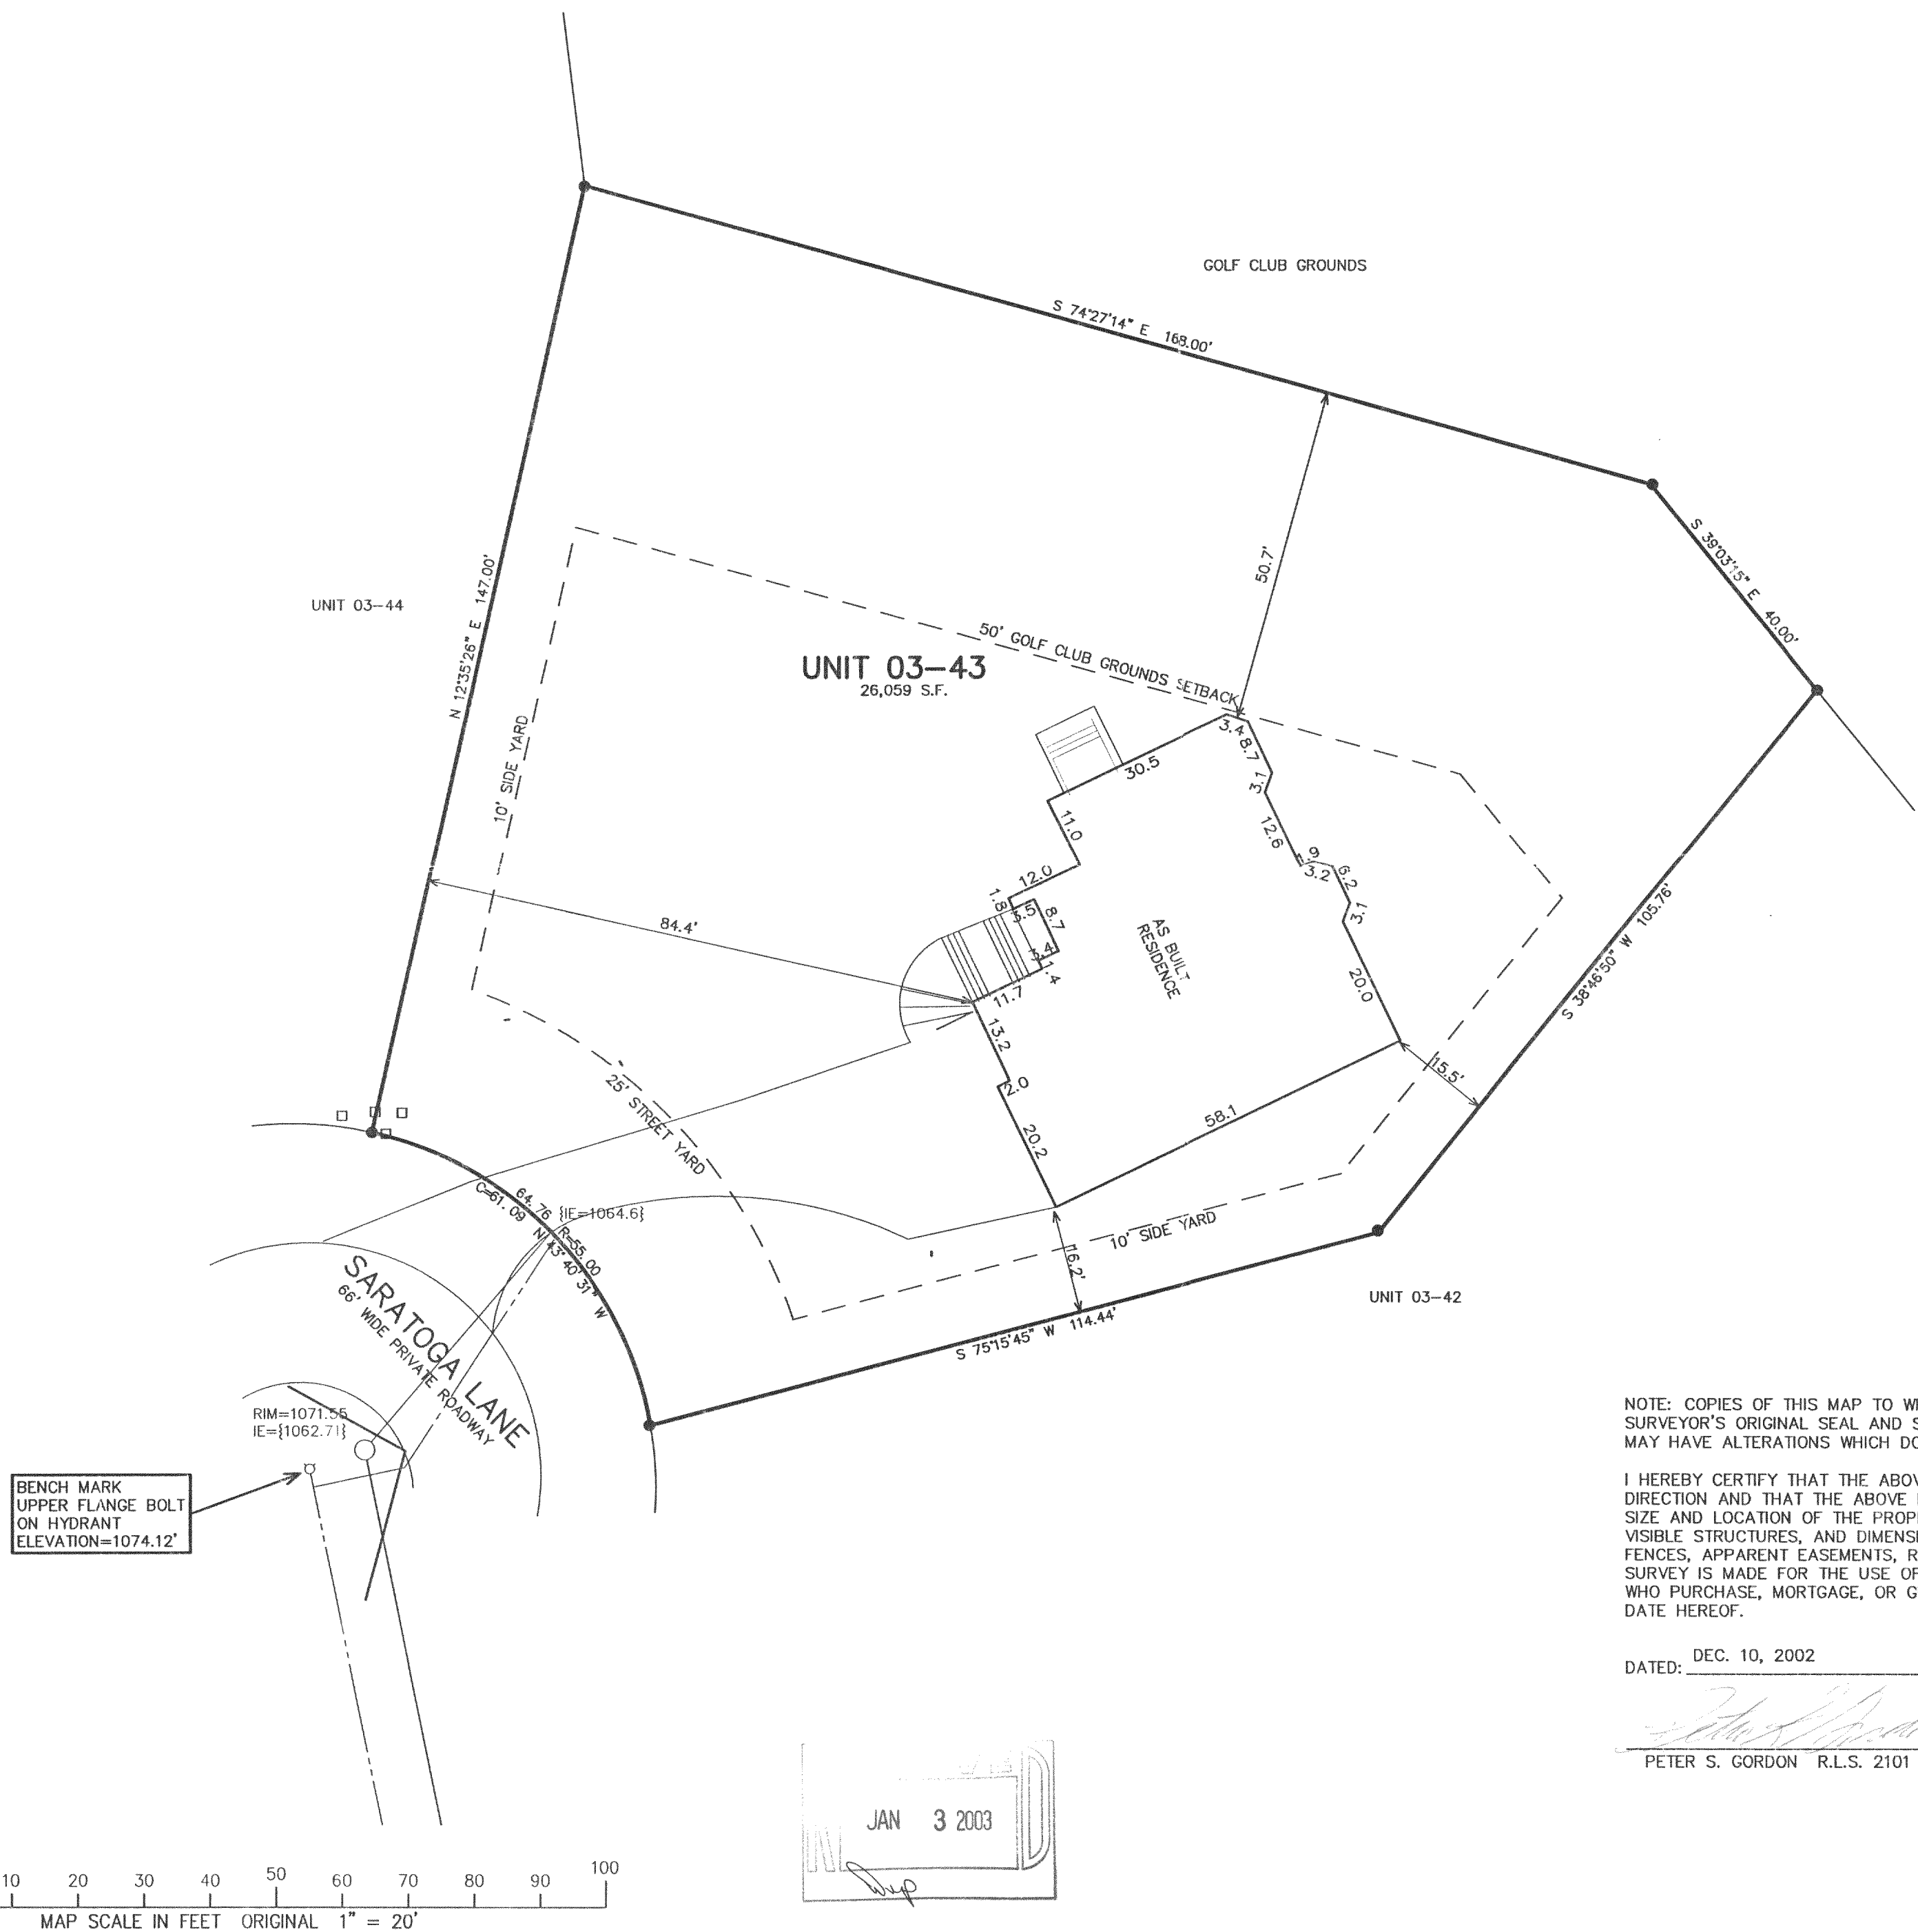 GOLF CLUB GROUNDS
S 74°27'14" E 168.00'
S 39°03'15" E 40.00'
50.7'
N 12°35'26" E 147.00'
UNIT 03-44
50' GOLF CLUB GROUNDS SETBACK
UNIT 03-43
26,059 S.F.
10' SIDE YARD
3.4
8.7
30.5
3.1
11.0
12.6
1.9
3.2
6.2
12.0
1.8
3.5
8.7
3.1
84.4'
AS BUILT
RESIDENCE
3.4
1.4
11.7
20.0
S 38°46'50" W 105.76'
13.2
2.0
15.5'
25' STREET YARD
58.1
20.2
64.76 R=55.00
C=61.09 N 43°40'31" W
{IE=1064.6}
10' SIDE YARD
16.2'
UNIT 03-42
S 75°15'45" W 114.44'
SARATOGA LANE
66' WIDE PRIVATE ROADWAY
RIM=1071.55
IE={1062.71}
BENCH MARK
UPPER FLANGE BOLT
ON HYDRANT
ELEVATION=1074.12'
NOTE: COPIES OF THIS MAP TO
SURVEYOR'S ORIGINAL SEAL AND
MAY HAVE ALTERATIONS WHICH
I HEREBY CERTIFY THAT THE
DIRECTION AND THAT THE ABOVE
SIZE AND LOCATION OF THE
VISIBLE STRUCTURES, AND
FENCES, APPARENT EASEMENTS,
SURVEY IS MADE FOR THE USE
WHO PURCHASE, MORTGAGE, OR
DATE HEREOF.
DATED: DEC. 10, 2002
PETER S. GORDON R.L.S. 2101
JAN 3 2003
10 20 30 40 50 60 70 80 90 100
MAP SCALE IN FEET ORIGINAL 1" = 20'